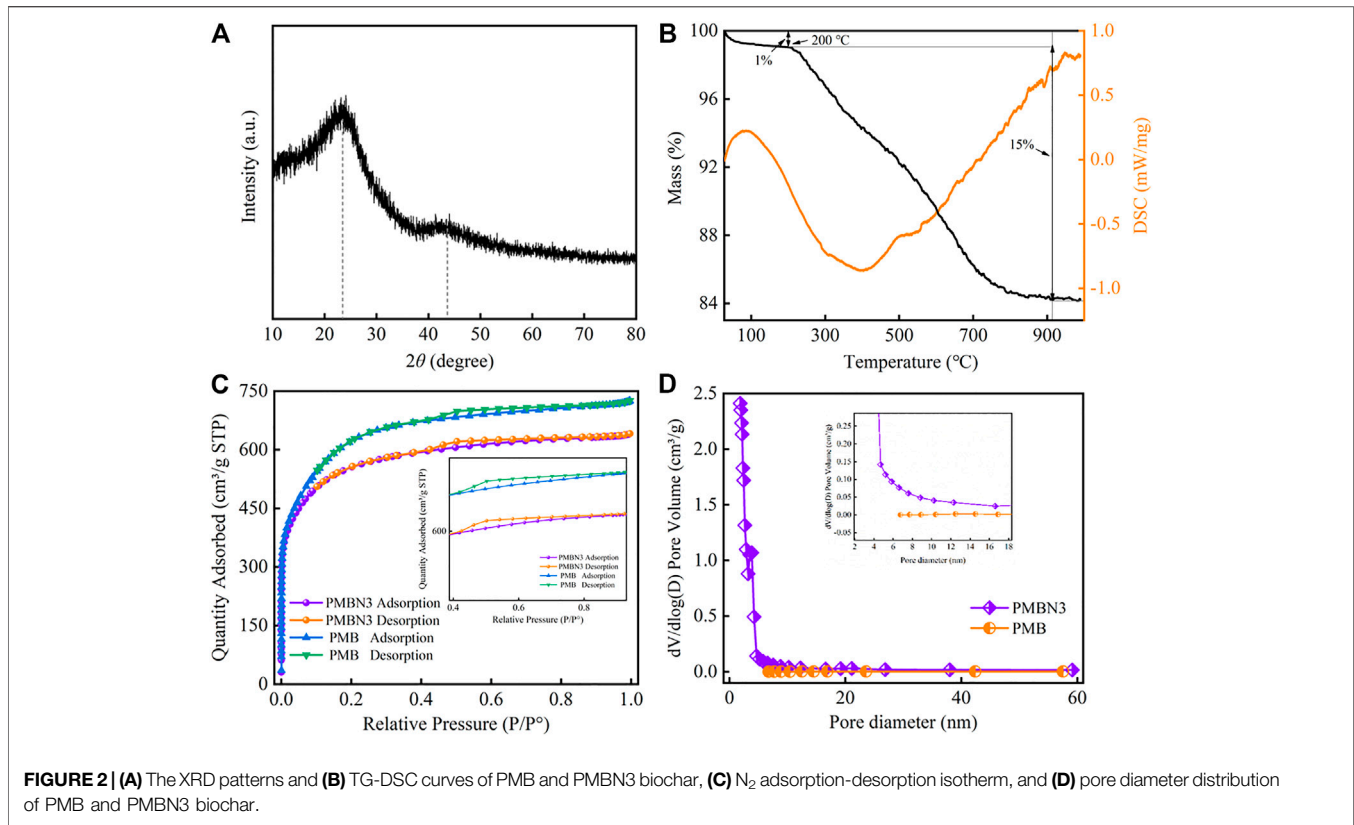 A
Intensity (a.u.)
10 20 30 40 50 60 70 80
2θ (degree)
B
100
96
92
88
84
Mass (%)
1%
200 ℃
15%
1.0
0.5
0.0
-0.5
-1.0
DSC (mW/mg)
100 300 500 700 900
Temperature (℃)
C
750
600
450
300
150
0
Quantity Adsorbed (cm³/g STP)
PMBN3 Adsorption
PMBN3 Desorption
PMB Adsorption
PMB Desorption
600
Quantity Adsorbed (cm³/g STP)
PMBN3 Adsorption
PMBN3 Desorption
PMB Adsorption
PMB Desorption
0.4 0.6 0.8
Relative Pressure (P/P°)
0.0 0.2 0.4 0.6 0.8 1.0
Relative Pressure (P/P°)
D
2.5
2.0
1.5
1.0
0.5
0.0
dV/dlog(D) Pore Volume (cm³/g)
0.25
0.20
0.15
0.10
0.05
0.00
-0.05
dV/dlog(D) Pore Volume (cm³/g)
2 4 6 8 10 12 14 16 18
Pore diameter (nm)
PMBN3
PMB
0 20 40 60
Pore diameter (nm)
FIGURE 2 | (A) The XRD patterns and (B) TG-DSC curves of PMB and PMBN3 biochar, (C) N₂ adsorption-desorption isotherm, and (D) pore diameter distribution
of PMB and PMBN3 biochar.